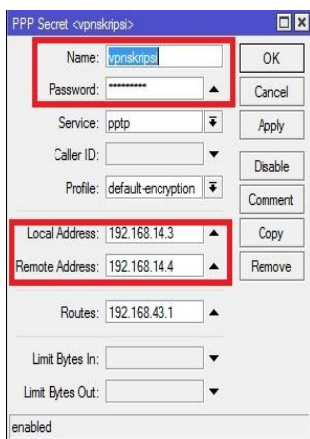 PPP Secret <vpnskripsi>
Name: vpnskripsi OK
Password: ********* Cancel
Service: pptp Apply
Caller ID:
Disable
Profile: default-encryption
Comment
Local Address: 192.168.14.3 Copy
Remote Address: 192.168.14.4 Remove
Routes: 192.168.43.1
Limit Bytes In:
Limit Bytes Out:
enabled